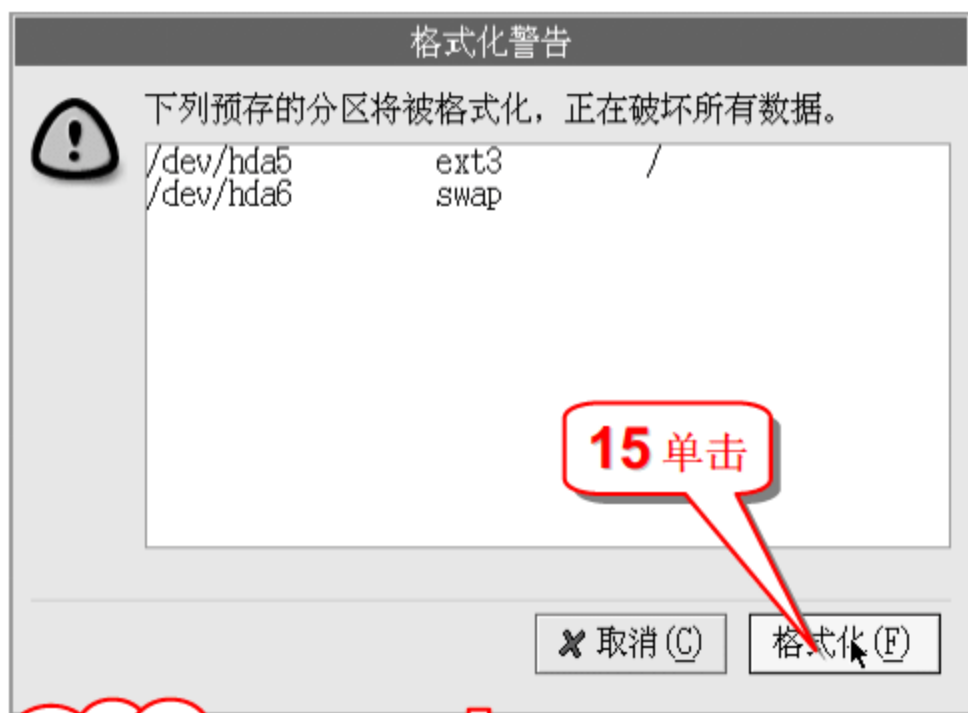 格式化警告
下列预存的分区将被格式化，正在破坏所有数据。
/dev/hda5 ext3 /
/dev/hda6 swap
15 单击
取消(C) 格式化(F)